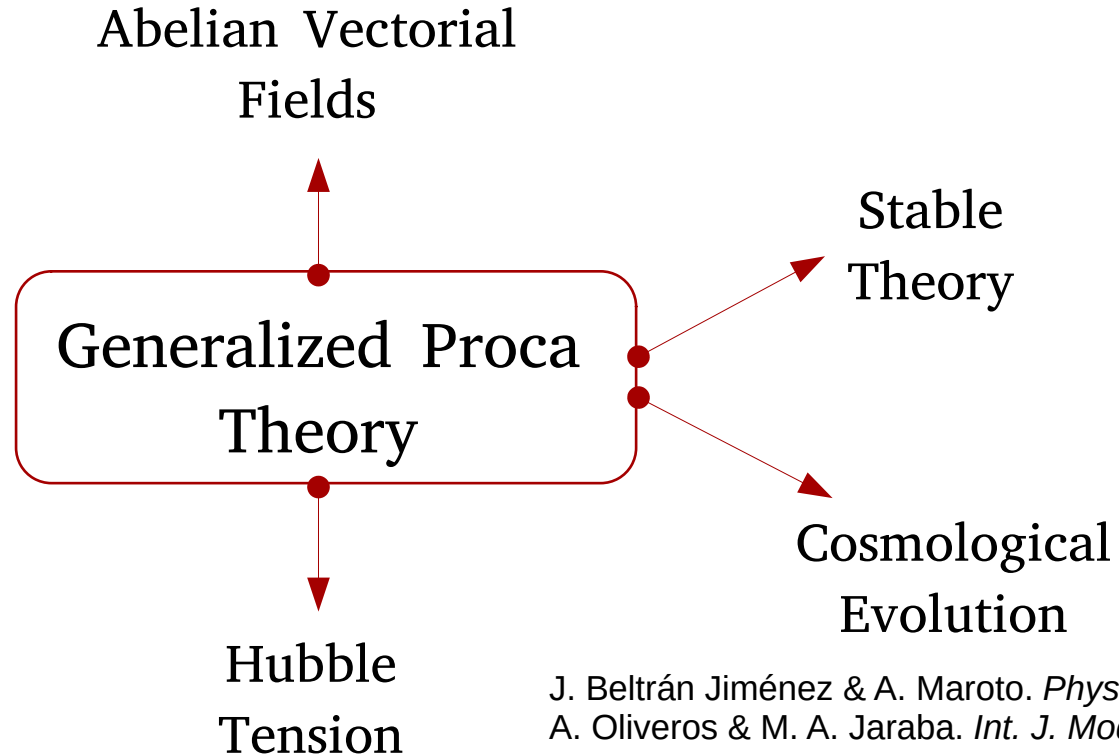 Abelian Vectorial
Fields
Stable
Theory
Generalized Proca
Theory
Cosmological
Evolution
Hubble
Tension
J. Beltrán Jiménez & A. Maroto. Phys
A. Oliveros & M. A. Jaraba. Int. J. Mod